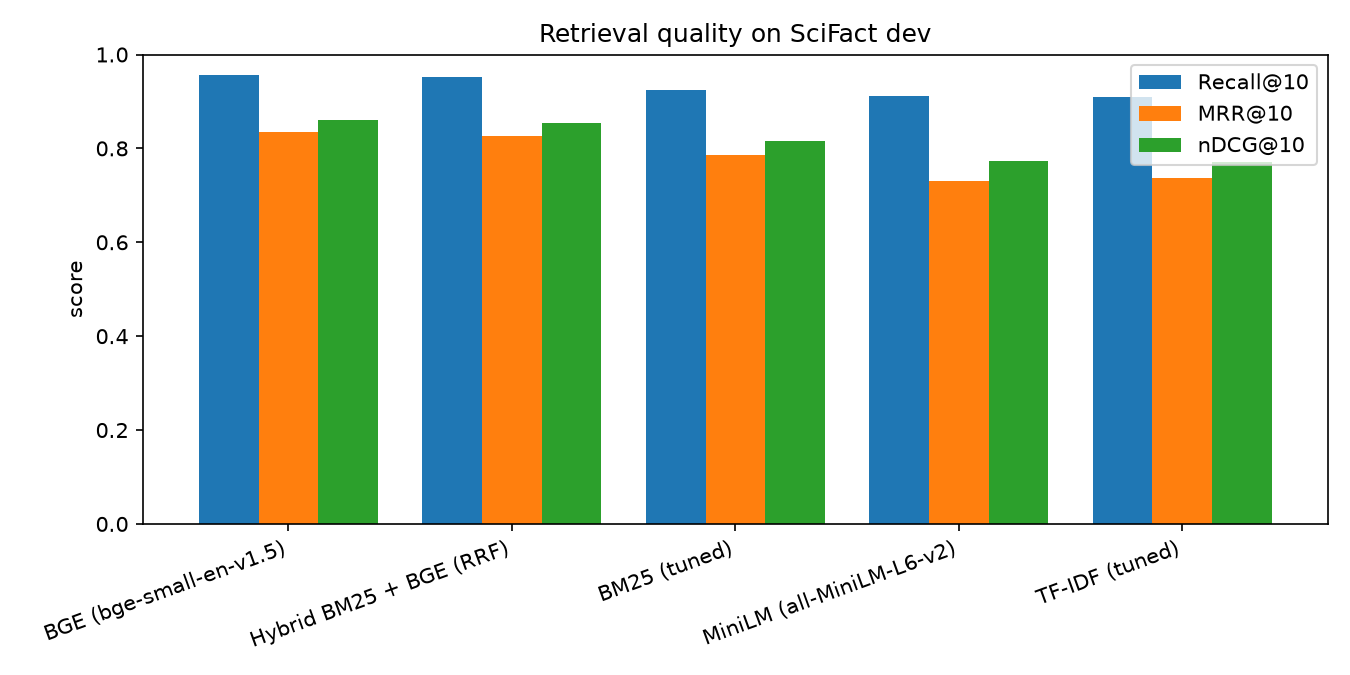 Retrieval quality on SciFact dev
1.0
0.8
0.6
0.4
0.2
0.0
score
Recall@10
MRR@10
nDCG@10
BGE (bge-small-en-v1.5)
Hybrid BM25 + BGE (RRF)
BM25 (tuned)
MiniLM (all-MiniLM-L6-v2)
TF-IDF (tuned)